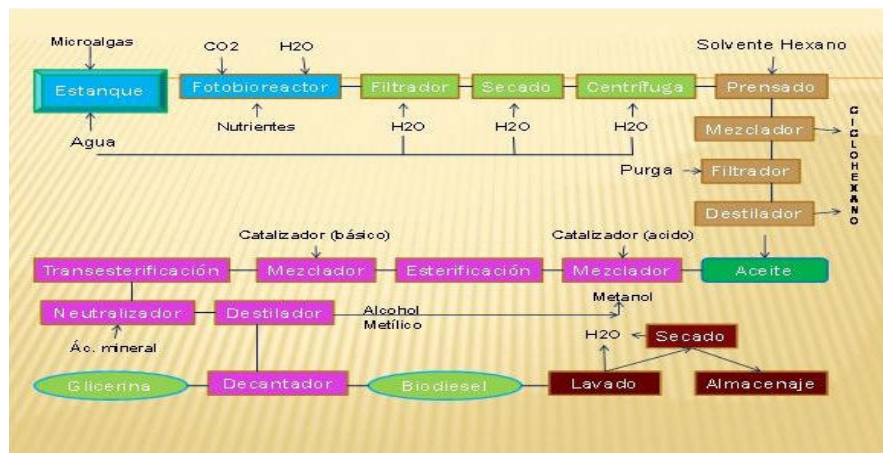 Microalgas
CO2
H2O
Solvente Hexano
Estanque
Fotobioreactor
Filtrador
Secado
Centrífuga
Prensado
Agua
Nutrientes
H2O
H2O
H2O
Mezclador
CICLOHEXANO
Purga
Filtrador
Destilador
Catalizador (básico)
Catalizador (acido)
Transesterificación
Mezclador
Esterificación
Mezclador
Aceite
Metanol
Neutralizador
Destilador
Alcohol
Metílico
Ác. mineral
H2O
Secado
Glicerina
Decantador
Biodiesel
Lavado
Almacenaje